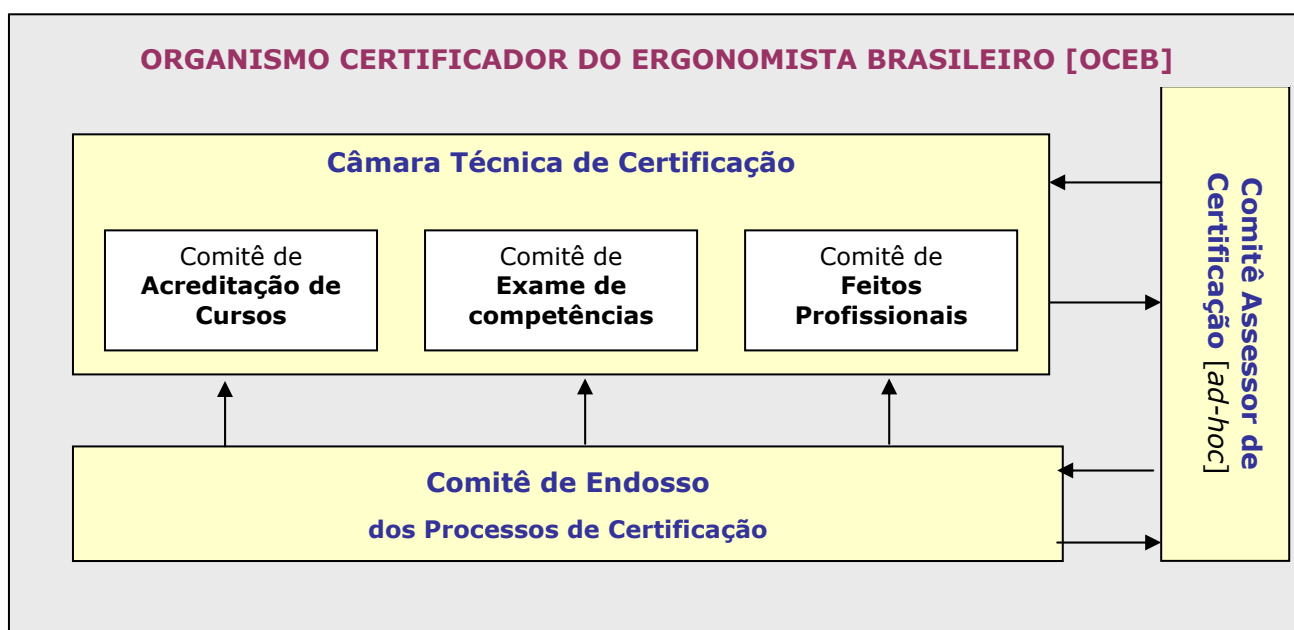 ORGANISMO CERTIFICADOR DO ERGONOMISTA BRASILEIRO [OCEB]
Câmara Técnica de Certificação
Comitê de
Acreditação de
Cursos
Comitê de
Exame de
competências
Comitê de
Feitos
Profissionais
Comitê de Endosso
dos Processos de Certificação
Comitê Assessor de
Certificação [ad-hoc]